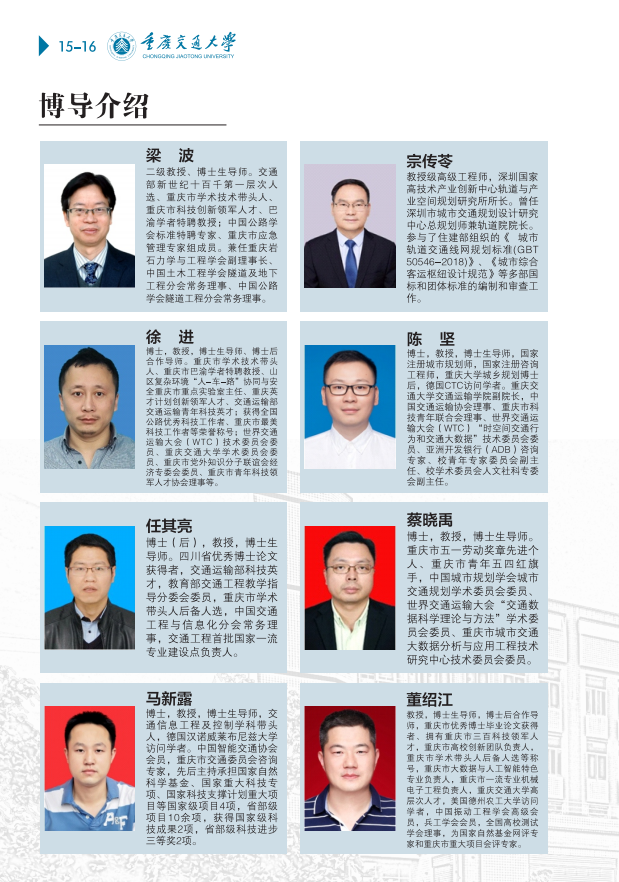 15-16
重庆交通大学
CHONGQING JIAOTONG UNIVERSITY
博导介绍
梁　波
二级教授、博士生导师。交通
部新世纪十百千第一层次人
选、重庆市学术技术带头人、
重庆市科技创新领军人才、巴
渝学者特聘教授；中国公路学
会标准特聘专家、重庆市应急
管理专家组成员。兼任重庆岩
石力学与工程学会副理事长、
中国土木工程学会隧道及地下
工程分会常务理事、中国公路
学会隧道工程分会常务理事。
宗传苓
教授级高级工程师，深圳国家
高技术产业创新中心轨道与产
业空间规划研究所所长。曾任
深圳市城市交通规划设计研究
中心总规划师兼轨道院院长。
参与了住建部组织的《 城市
轨道交通线网规划标准(GBT
50546-2018)》、《城市综合
客运枢纽设计规范》等多部国
标和团体标准的编制和审查工
作。
徐　进
博士，教授，博士生导师、博士后
合作导师。重庆市学术技术带头
人、重庆市巴渝学者特聘教授、山
区复杂环境“人-车-路”协同与安
全重庆市重点实验室主任、重庆英
才计划创新领军人才、交通运输部
交通运输青年科技英才；获得全国
公路优秀科技工作者、重庆市最美
科技工作者等荣誉称号；世界交通
运输大会（WTC）技术委员会委
员、重庆交通大学学术委员会委
员、重庆市党外知识分子联谊会经
济专委会委员、重庆市青年科技领
军人才协会理事等。
陈　坚
博士，教授，博士生导师，国家
注册城市规划师，国家注册咨询
工程师，重庆大学城乡规划博士
后，德国CTC访问学者。重庆交
通大学交通运输学院副院长，中
国交通运输协会理事、重庆市科
技青年联合会理事、世界交通运
输大会（WTC）“时空间交通行
为和交通大数据”技术委员会委
员、亚洲开发银行（ADB）咨询
专家、校青年专家委员会副主
任、校学术委员会人文社科专委
会副主任。
任其亮
博士（后），教授，博士生
导师。四川省优秀博士论文
获得者，交通运输部科技英
才，教育部交通工程教学指
导分委会委员，重庆市学术
带头人后备人选，中国交通
工程与信息化分会常务理
事，交通工程首批国家一流
专业建设点负责人。
蔡晓禹
博士，教授，博士生导师。
重庆市五一劳动奖章先进个
人、重庆市青年五四红旗
手，中国城市规划学会城市
交通规划学术委员会委员、
世界交通运输大会“交通数
据科学理论与方法”学术委
员会委员、重庆市城市交通
大数据分析与应用工程技术
研究中心技术委员会委员。
马新露
博士，教授，博士生导师，交
通信息工程及控制学科带头
人，德国汉诺威莱布尼兹大学
访问学者。中国智能交通协会
会员，重庆市交通委员会咨询
专家，先后主持承担国家自然
科学基金、国家重大科技专
项、国家科技支撑计划重大项
目等国家级项目4项，省部级
项目10余项，获得国家级科
技成果2项，省部级科技进步
三等奖2项。
董绍江
教授，博士生导师，博士后合作导
师，重庆市优秀博士毕业论文获得
者、拥有重庆市三百科技领军人
才，重庆市高校创新团队负责人，
重庆市学术带头人后备人选等称
号，重庆市大数据与人工智能特色
专业负责人，重庆市一流专业机械
电子工程负责人，重庆交通大学高
层次人才，美国德州农工大学访问
学者，中国振动工程学会高级会
员，兵工学会会员，全国高校测试
学会理事，为国家自然基金网评专
家和重庆市重大项目会评专家。